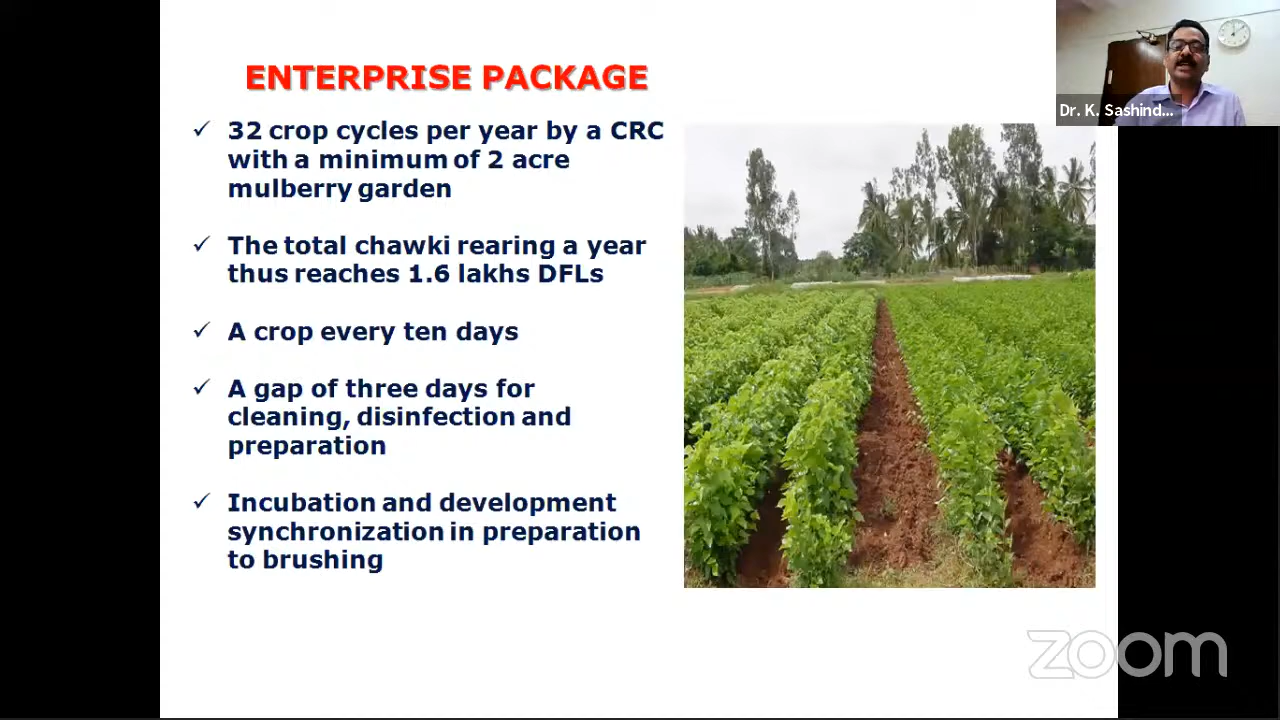 ENTERPRISE PACKAGE
✓ 32 crop cycles per year by a CRC
with a minimum of 2 acre
mulberry garden
✓ The total chawki rearing a year
thus reaches 1.6 lakhs DFLs
✓ A crop every ten days
✓ A gap of three days for
cleaning, disinfection and
preparation
✓ Incubation and development
synchronization in preparation
to brushing
Dr. K. Sashind...
zoom